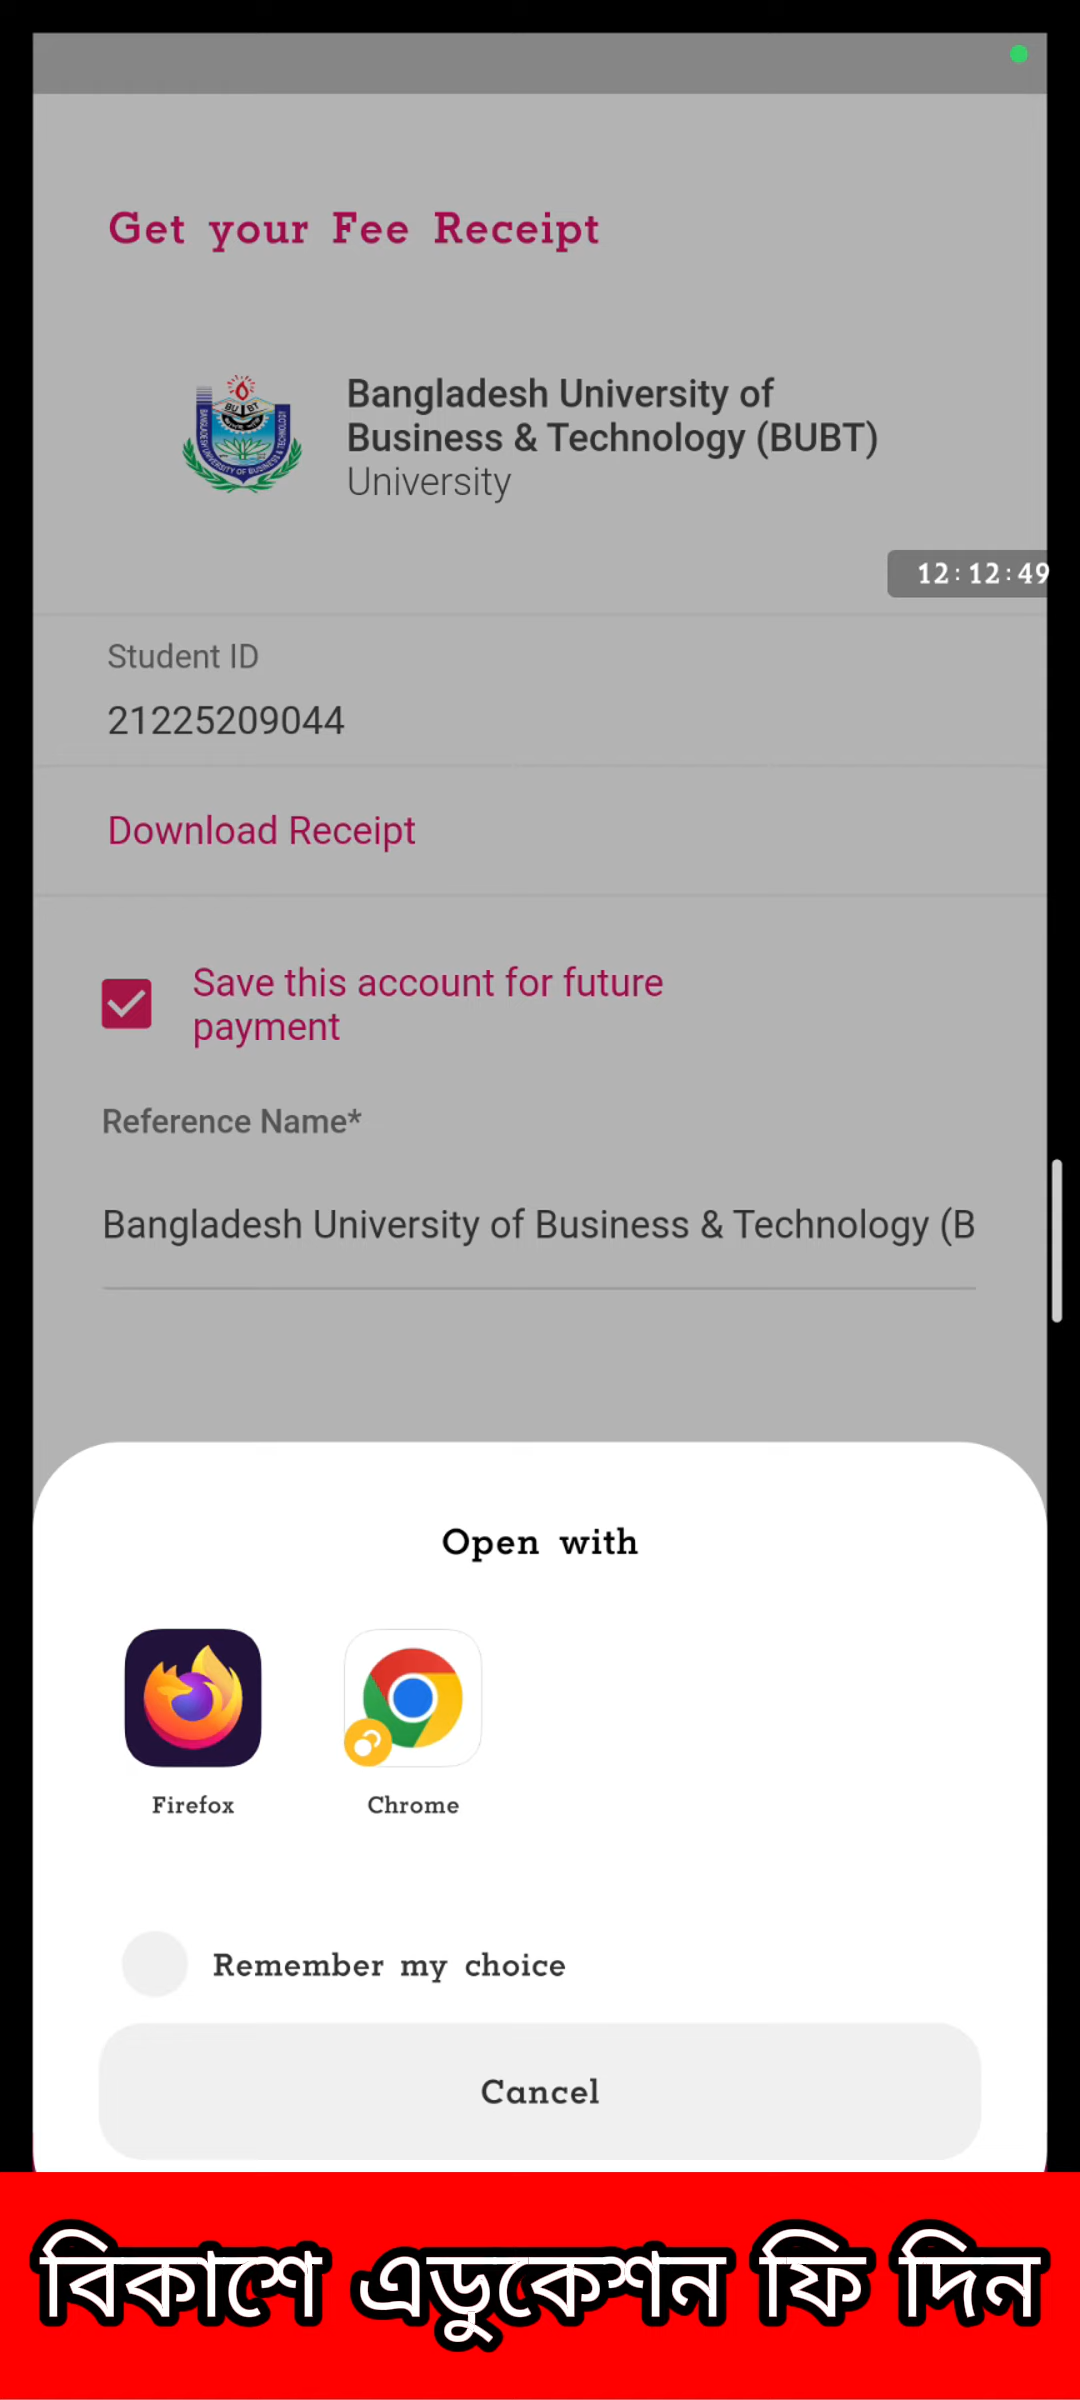 Get your Fee Receipt
BUBT
Bangladesh University of
Business & Technology (BUBT)
University
12:12:49
Student ID
21225209044
Download Receipt
Save this account for future
payment
Reference Name*
Bangladesh University of Business & Technology (B
Open with
Firefox
Chrome
Remember my choice
Cancel
বিকাশে এডুকেশন ফি দিন